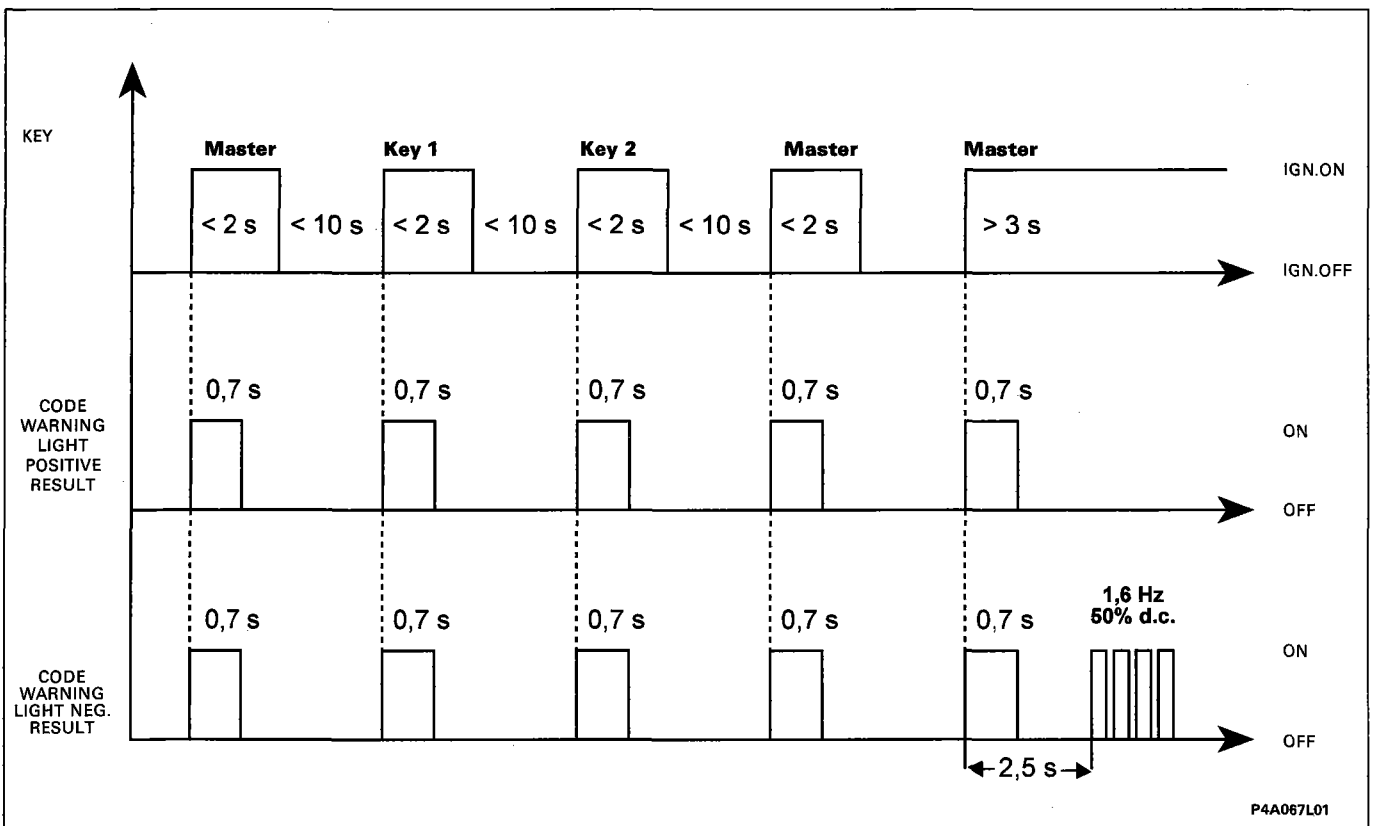 KEY
Master Key 1 Key 2 Master Master
IGN.ON
< 2 s < 10 s < 2 s < 10 s < 2 s < 10 s < 2 s > 3 s
IGN.OFF
0,7 s 0,7 s 0,7 s 0,7 s 0,7 s
CODE
WARNING
LIGHT
POSITIVE
RESULT
ON
OFF
1,6 Hz
50% d.c.
0,7 s 0,7 s 0,7 s 0,7 s 0,7 s
ON
CODE
WARNING
LIGHT NEG.
RESULT
OFF
2,5 s
P4A067L01